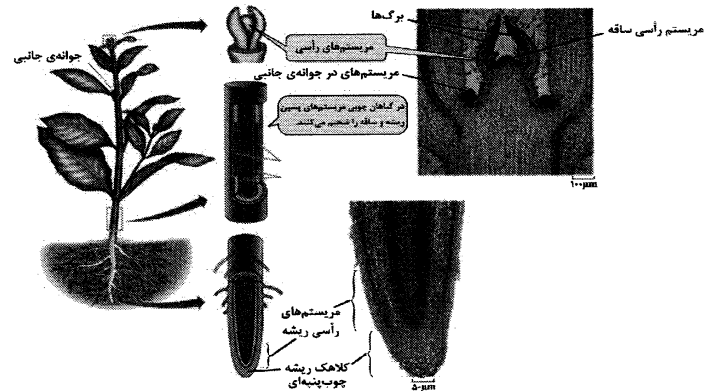 برگ‌ها
مریستم رأسی ساقه
جوانه‌ی جانبی
مریستم‌های رأسی
مریستم‌های در جوانه‌ی جانبی
در گیاهان چوبی مریستم‌های پسین
ریشه و ساقه را ضخیم می‌کنند.
۱۰۰μm
مریستم‌های
رأسی ریشه
کلاهک ریشه
چوب‌پنبه‌ای
۵۰μm